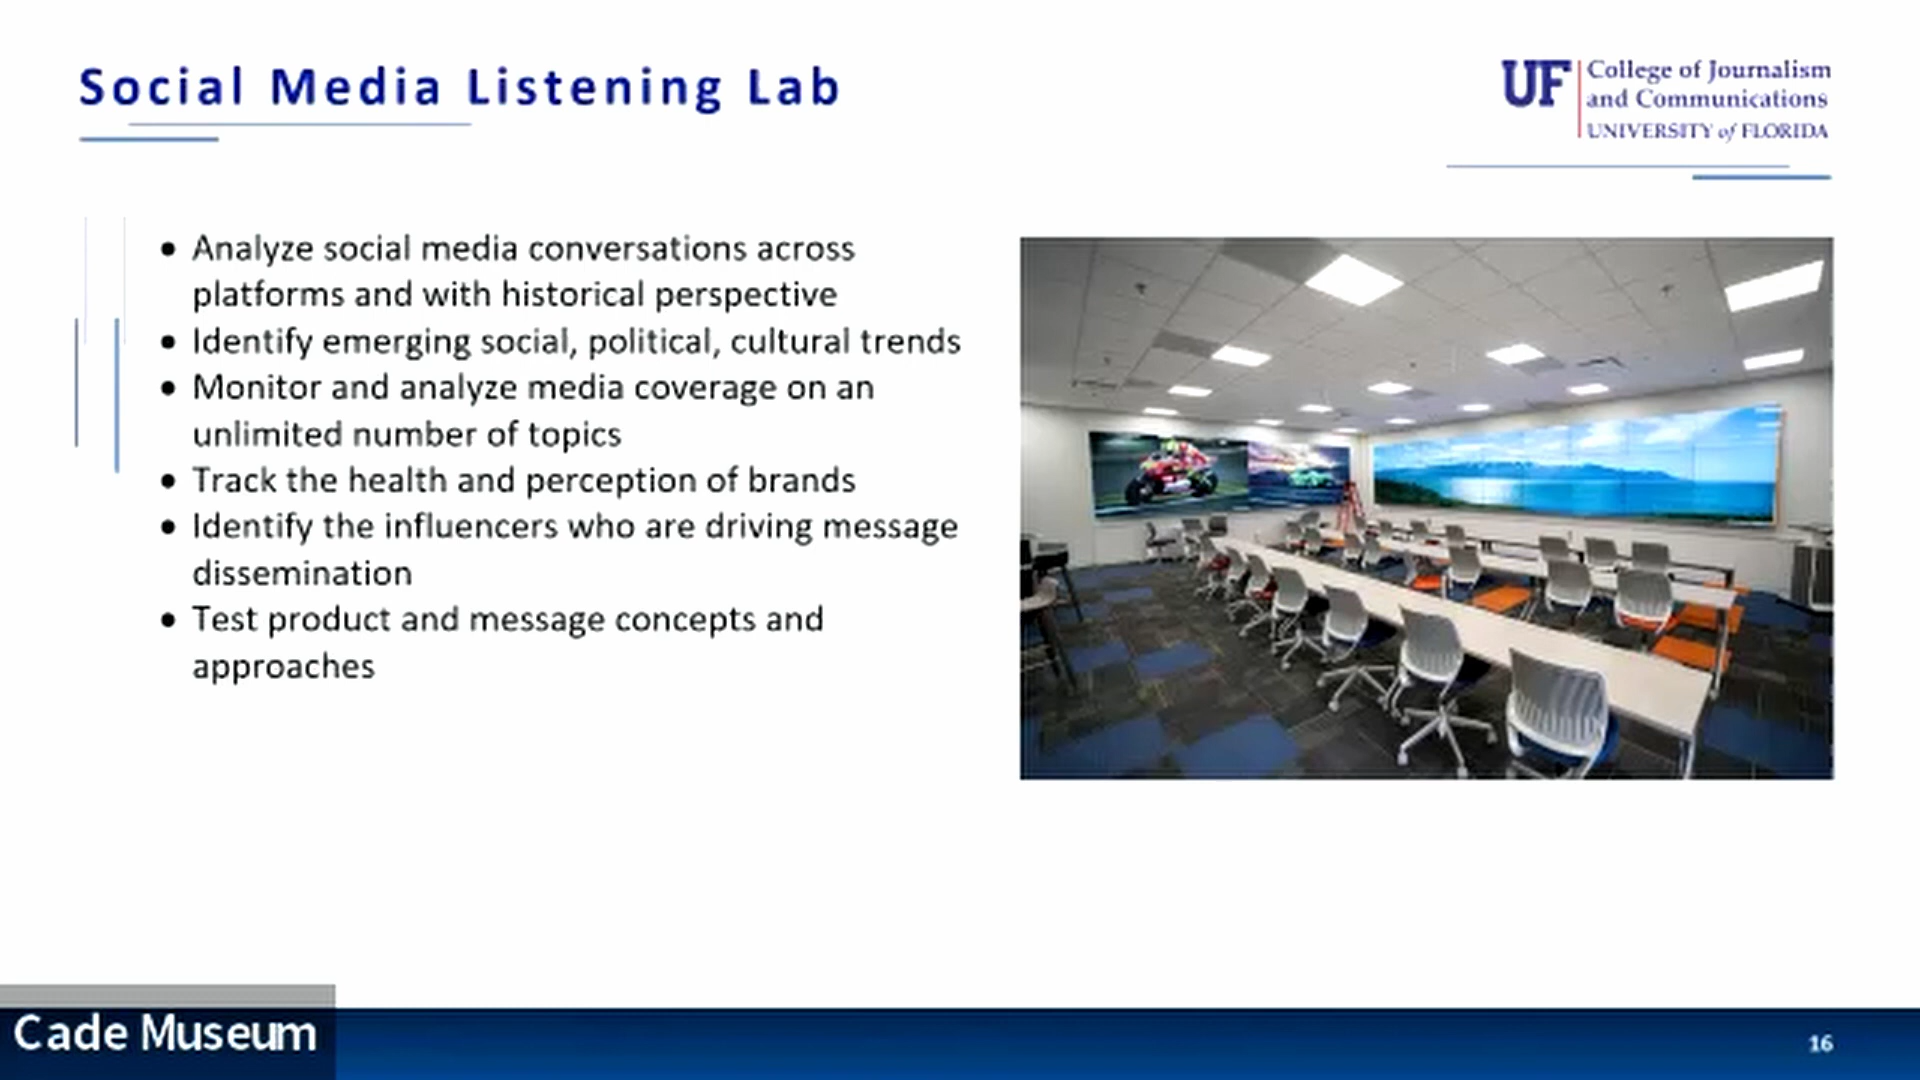 Social Media Listening Lab
UF
College of Journalism
and Communications
UNIVERSITY of FLORIDA
• Analyze social media conversations across
platforms and with historical perspective
• Identify emerging social, political, cultural trends
• Monitor and analyze media coverage on an
unlimited number of topics
• Track the health and perception of brands
• Identify the influencers who are driving message
dissemination
• Test product and message concepts and
approaches
Cade Museum
16